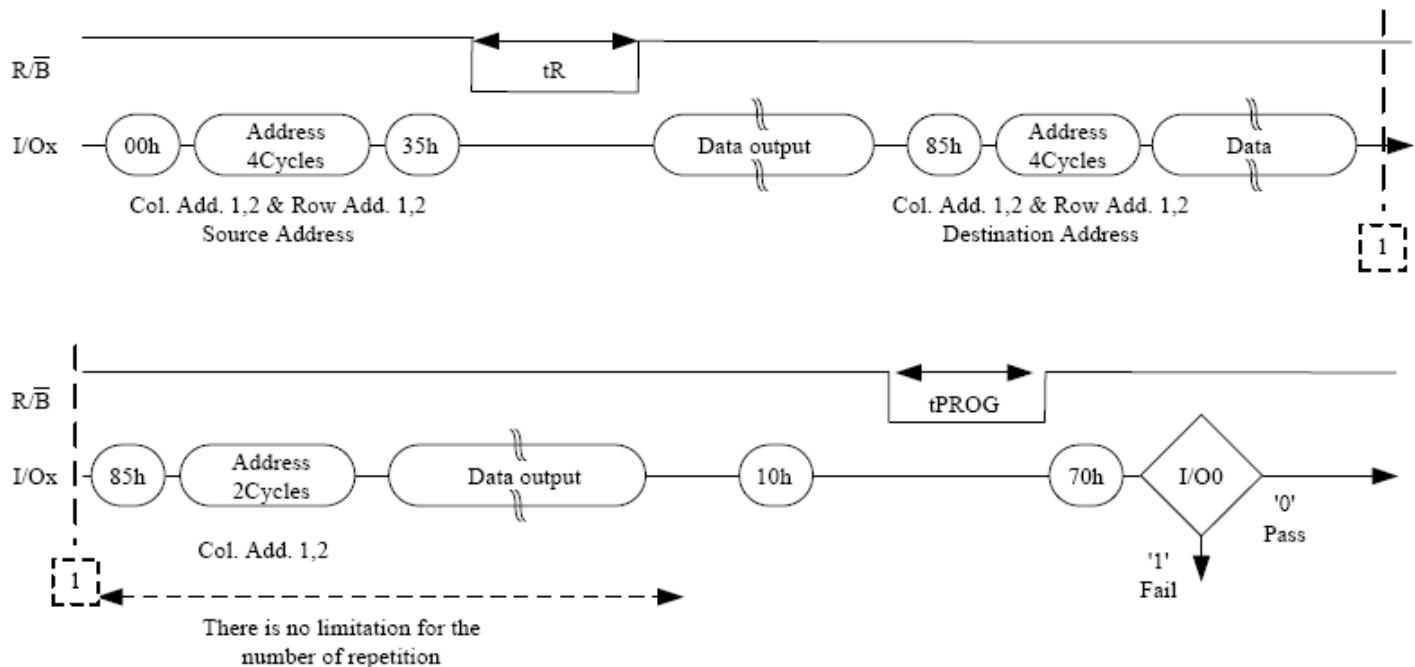 R/B
tR
I/Ox
00h
Address
4Cycles
35h
Data output
85h
Address
4Cycles
Data
Col. Add. 1,2 & Row Add. 1,2
Source Address
Col. Add. 1,2 & Row Add. 1,2
Destination Address
1
R/B
tPROG
I/Ox
85h
Address
2Cycles
Data output
10h
70h
I/O0
'0'
Pass
Col. Add. 1,2
'1'
Fail
1
There is no limitation for the
number of repetition